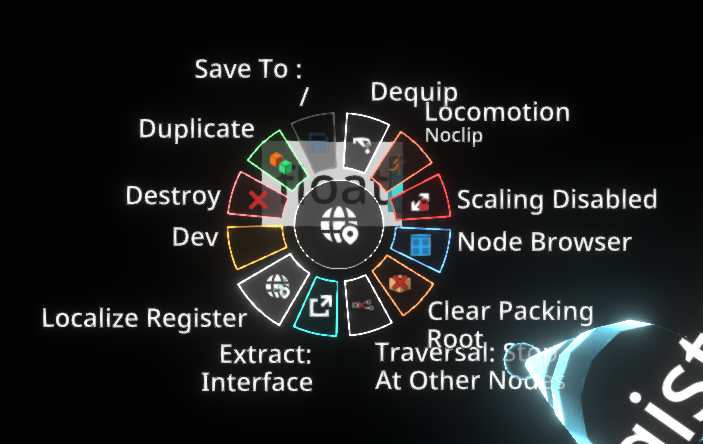 Save To :
/
Dequip
Locomotion
Noclip
Duplicate
float
Destroy
Scaling Disabled
Dev
Node Browser
Localize Register
Clear Packing
Root
Extract:
Interface
Traversal: Stop
At Other Nodes